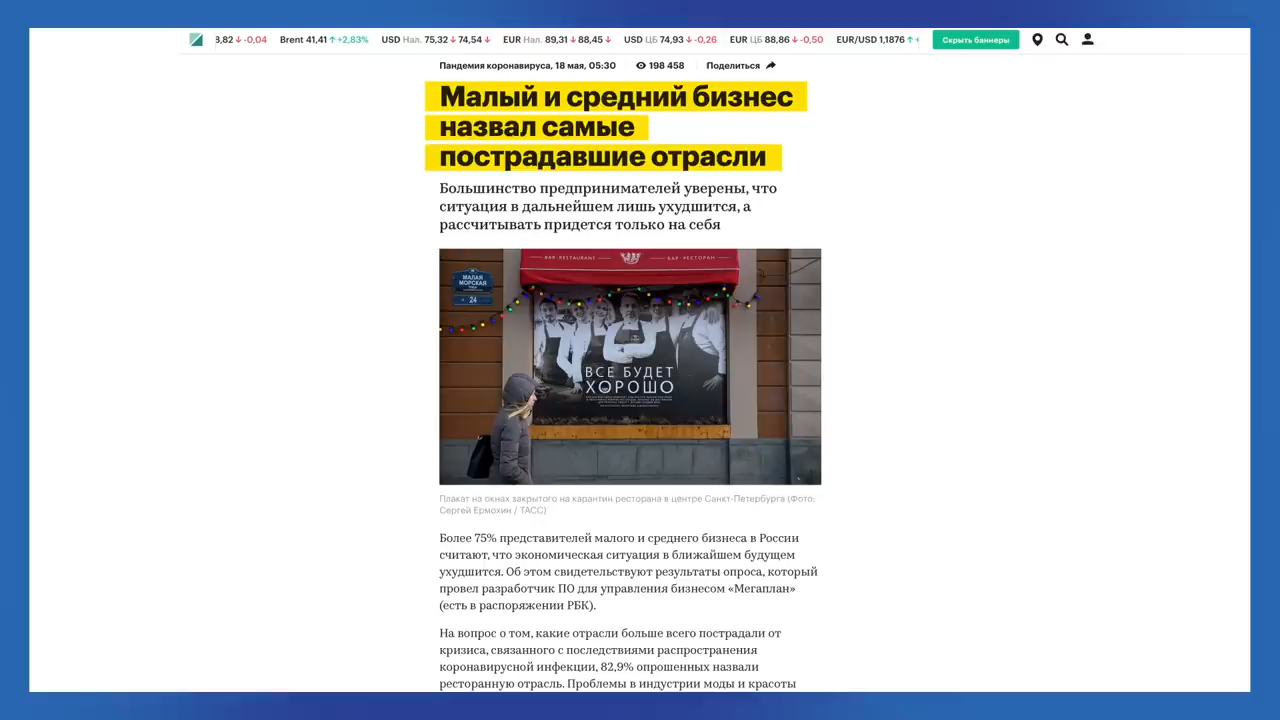 8,82 ↓ -0,04 Brent 41,41 ↑ +2,83% USD Нал. 75,32 ↓ 74,54 ↓ EUR Нал. 89,31 ↓ 88,45 ↓ USD ЦБ 74,93 ↓ -0,26 EUR ЦБ 88,86 ↓ -0,50 EUR/USD 1,1876 ↑ Скрыть баннеры
Пандемия коронавируса, 18 мая, 05:30 198 458 Поделиться
Малый и средний бизнес
назвал самые
пострадавшие отрасли
Большинство предпринимателей уверены, что
ситуация в дальнейшем лишь ухудшится, а
рассчитывать придется только на себя
BAR·RESTAURANT БАР·РЕСТОРАН
МАЛАЯ
МОРСКАЯ
24
ВСЕ БУДЕТ
ХОРОШО
Плакат на окнах закрытого на карантин ресторана в центре Санкт-Петербурга (Фото:
Сергей Ермохин / ТАСС)
Более 75% представителей малого и среднего бизнеса в России
считают, что экономическая ситуация в ближайшем будущем
ухудшится. Об этом свидетельствуют результаты опроса, который
провел разработчик ПО для управления бизнесом «Мегаплан»
(есть в распоряжении РБК).
На вопрос о том, какие отрасли больше всего пострадали от
кризиса, связанного с последствиями распространения
коронавирусной инфекции, 82,9% опрошенных назвали
ресторанную отрасль. Проблемы в индустрии моды и красоты